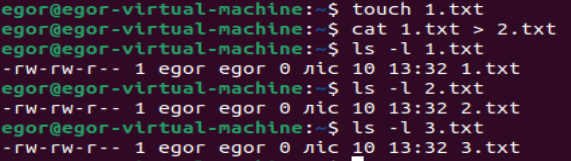 egor@egor-virtual-machine:~$ touch 1.txt
egor@egor-virtual-machine:~$ cat 1.txt > 2.txt
egor@egor-virtual-machine:~$ ls -l 1.txt
-rw-rw-r-- 1 egor egor 0 лис 10 13:32 1.txt
egor@egor-virtual-machine:~$ ls -l 2.txt
-rw-rw-r-- 1 egor egor 0 лис 10 13:32 2.txt
egor@egor-virtual-machine:~$ ls -l 3.txt
-rw-rw-r-- 1 egor egor 0 лис 10 13:32 3.txt